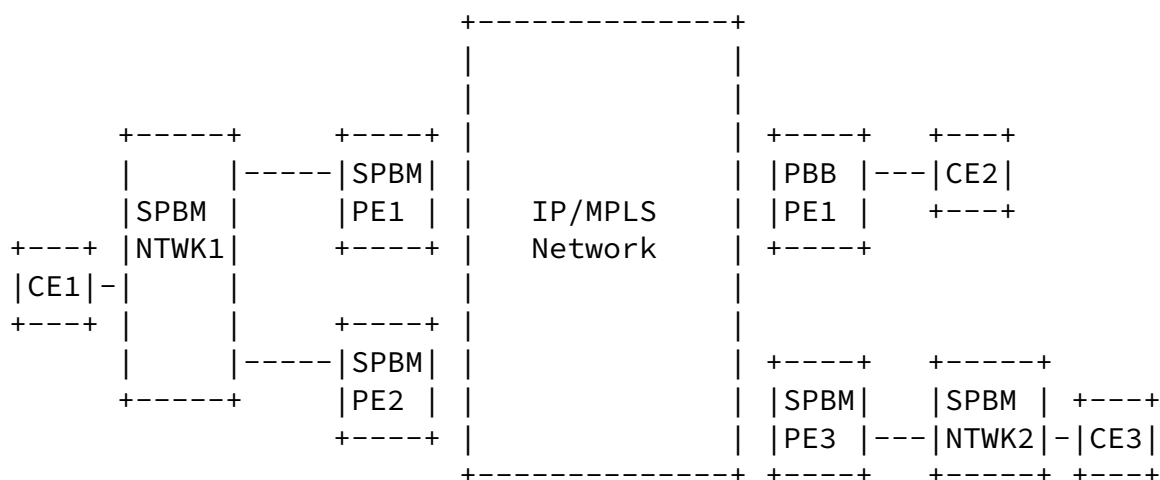 +--------------+
|              |
|              |
+-----+     +----+ |              | +----+   +---+
|     |-----|SPBM| |              | |PBB |---|CE2|
|SPBM |     |PE1 | |   IP/MPLS    | |PE1 |   +---+
+---+ |NTWK1|     +----+ |   Network    | +----+
|CE1|-|     |            |              |
+---+ |     |     +----+ |              |
|     |-----|SPBM| |              | +----+   +-----+
+-----+     |PE2 | |              | |SPBM|   |SPBM | +---+
+----+ |              | |PE3 |---|NTWK2|-|CE3|
+--------------+ +----+   +-----+ +---+